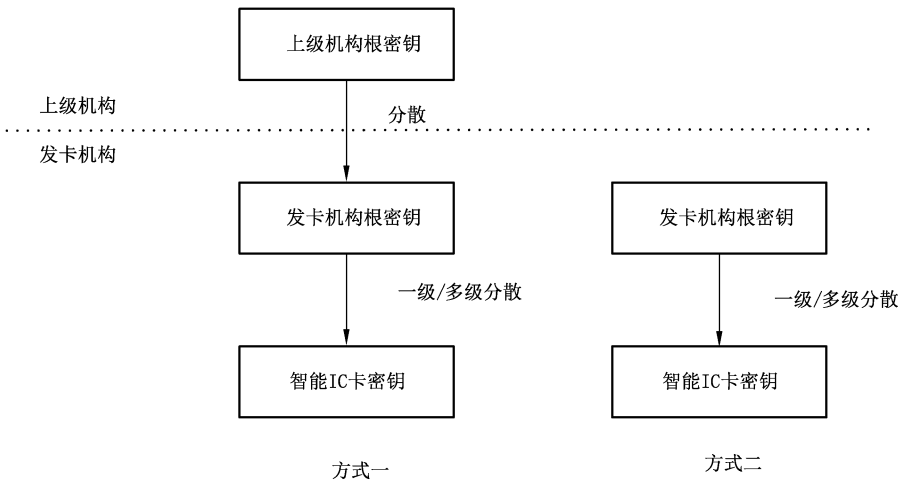 上级机构根密钥
上级机构
分散
发卡机构
发卡机构根密钥
发卡机构根密钥
一级/多级分散
一级/多级分散
智能IC卡密钥
智能IC卡密钥
方式一
方式二